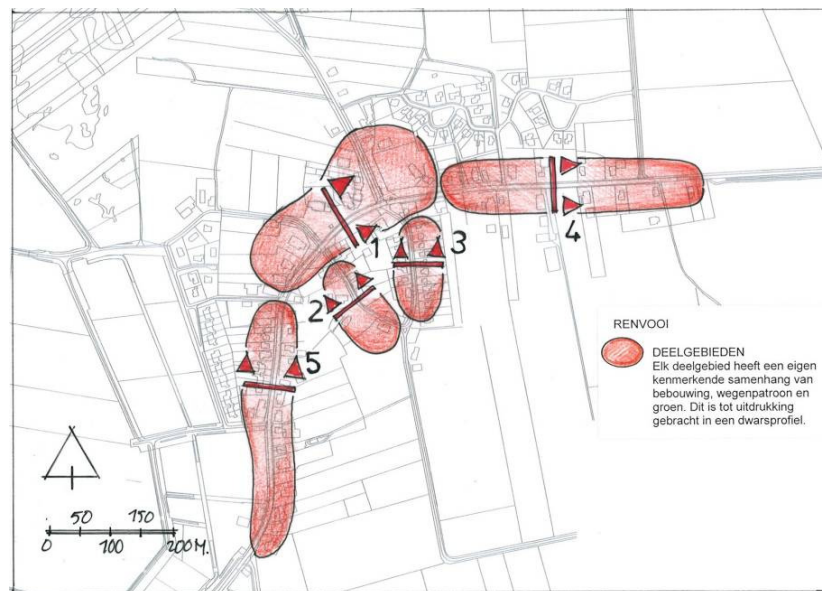 1
3
4
2
5
RENVOOI
DEELGEBIEDEN
Elk deelgebied heeft een eigen
kenmerkende samenhang van
bebouwing, wegenpatroon en
groen. Dit is tot uitdrukking
gebracht in een dwarsprofiel.
50 150
0 100 200M.